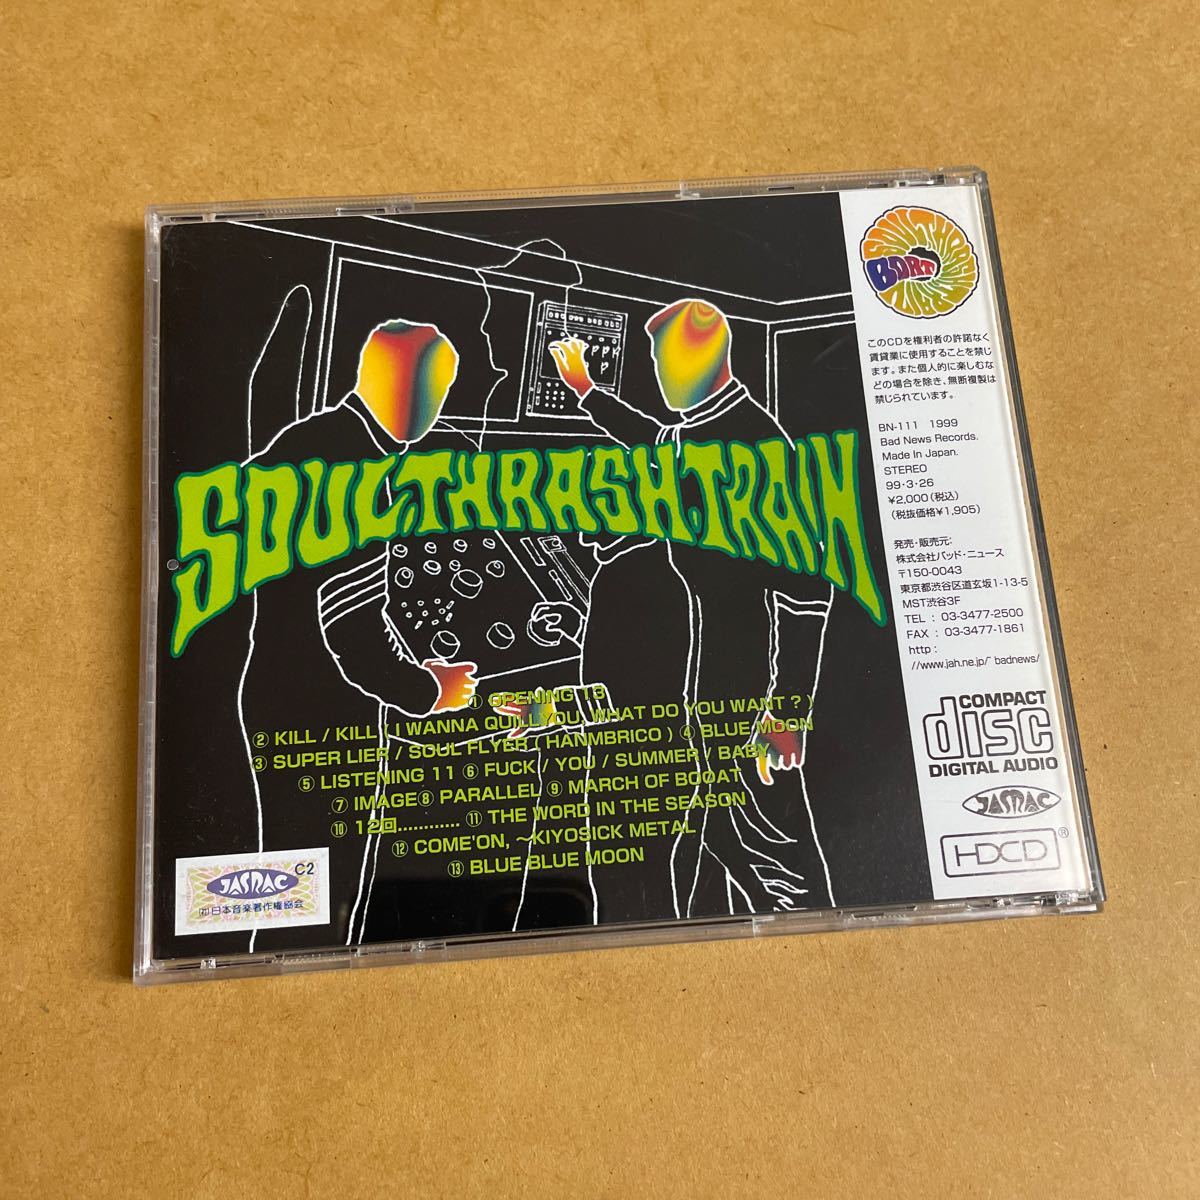 SOUL.THRASH.TRAIN
① OPENING 13
② KILL / KILL ( I WANNA QUILL YOU, WHAT DO YOU WANT ? )
③ SUPER LIER / SOUL FLYER ( HANMBRICO ) ④ BLUE MOON
⑤ LISTENING 11 ⑥ FUCK / YOU / SUMMER / BABY
⑦ IMAGE ⑧ PARALLEL ⑨ MARCH OF BOOAT
⑩ 12回............ ⑪ THE WORD IN THE SEASON
⑫ COME'ON, ~KIYOSICK METAL
⑬ BLUE BLUE MOON
JASRAC C2
㈳日本音楽著作権協会
SOUL THRASH TRAIN
このCDを権利者の許諾なく
賃貸業に使用することを禁じ
ます。また個人的に楽しむな
どの場合を除き、無断複製は
禁じられています。
BN-111 1999
Bad News Records.
Made In Japan.
STEREO
99・3・26
¥2,000(税込)
(税抜価格¥1,905)
発売・販売元:
株式会社バッド・ニュース
〒150-0043
東京都渋谷区道玄坂1-13-5
MST渋谷3F
TEL : 03-3477-2500
FAX : 03-3477-1861
http :
//www.jah.ne.jp/~badnews/
COMPACT
disc
DIGITAL AUDIO
JASRAC
HDCD®